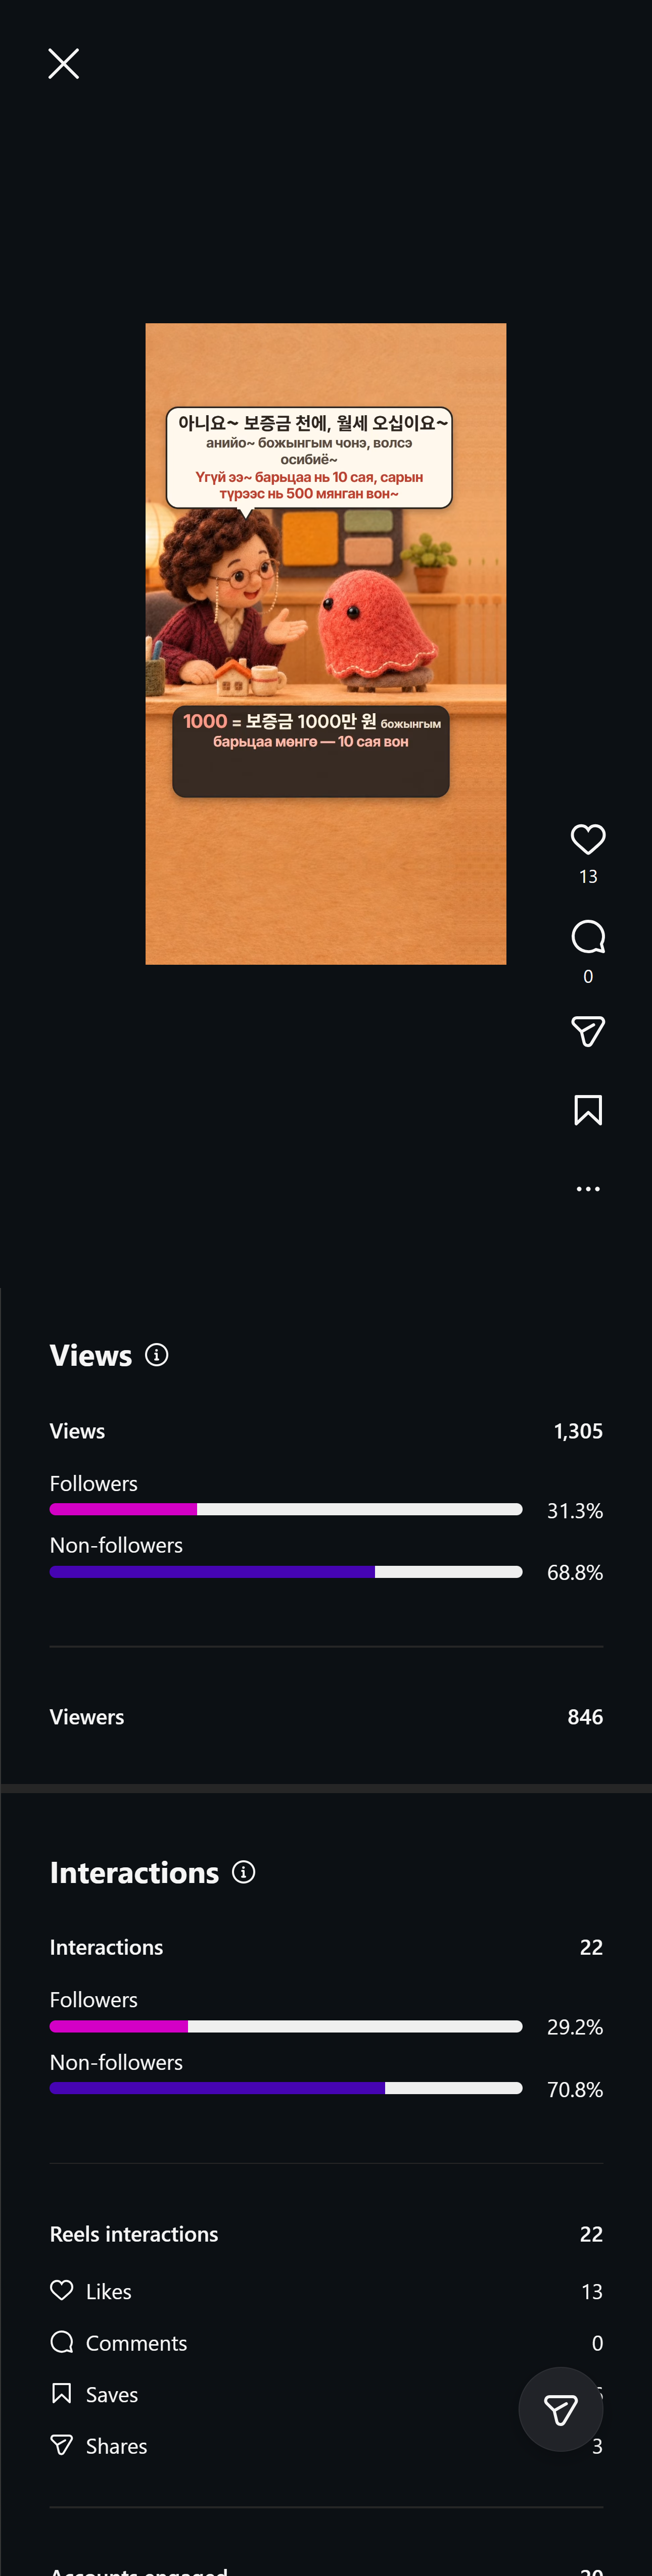 아니요~ 보증금 천에, 월세 오십이요~
анийо~ божынгым чонэ, волсэ
осибиё~
Үгүй ээ~ барьцаа нь 10 сая, сарын
түрээс нь 500 мянган вон~
1000 = 보증금 1000만 원 божынгым
барьцаа мөнгө — 10 сая вон
13
0
Views
Views 1,305
Followers
31.3%
Non-followers
68.8%
Viewers 846
Interactions
Interactions 22
Followers
29.2%
Non-followers
70.8%
Reels interactions 22
Likes 13
Comments 0
Saves
Shares 3
Accounts engaged 20